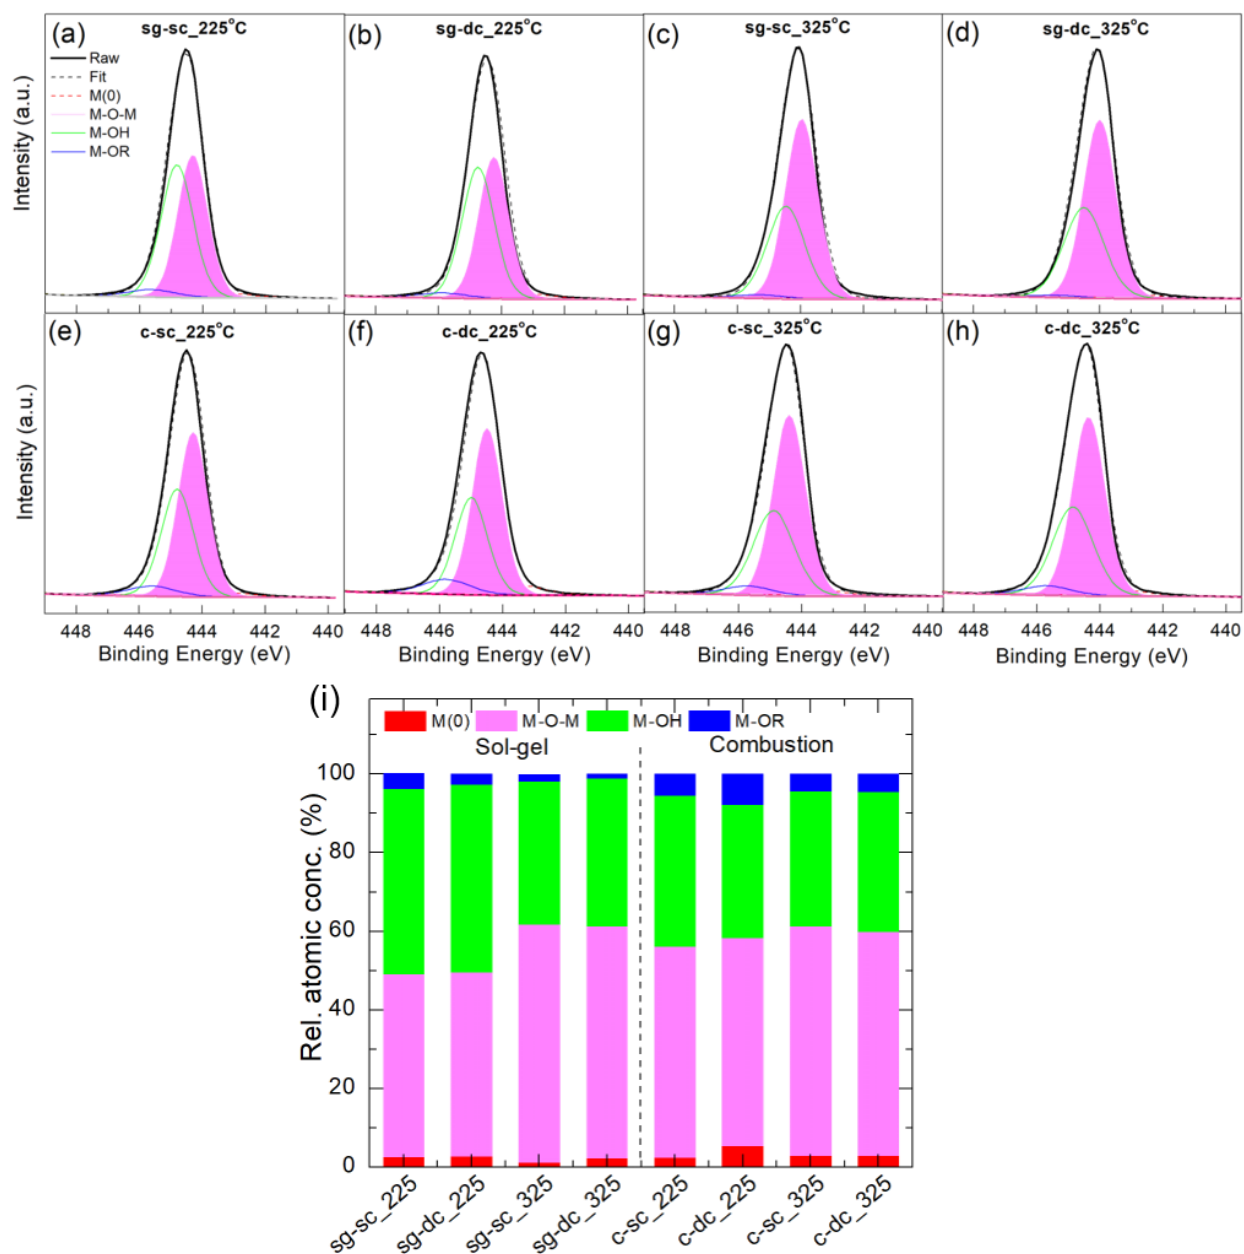 (a) sg-sc_225°C
Raw
Fit
M(0)
M-O-M
M-OH
M-OR
(b) sg-dc_225°C
(c) sg-sc_325°C
(d) sg-dc_325°C
Intensity (a.u.)
(e) c-sc_225°C
(f) c-dc_225°C
(g) c-sc_325°C
(h) c-dc_325°C
Intensity (a.u.)
448 446 444 442 440
448 446 444 442 440
448 446 444 442 440
448 446 444 442 440
Binding Energy (eV)
Binding Energy (eV)
Binding Energy (eV)
Binding Energy (eV)
(i)
M(0) M-O-M M-OH M-OR
Sol-gel Combustion
Rel. atomic conc. (%)
100
80
60
40
20
0
sg-sc_225
sg-dc_225
sg-sc_325
sg-dc_325
c-sc_225
c-dc_225
c-sc_325
c-dc_325